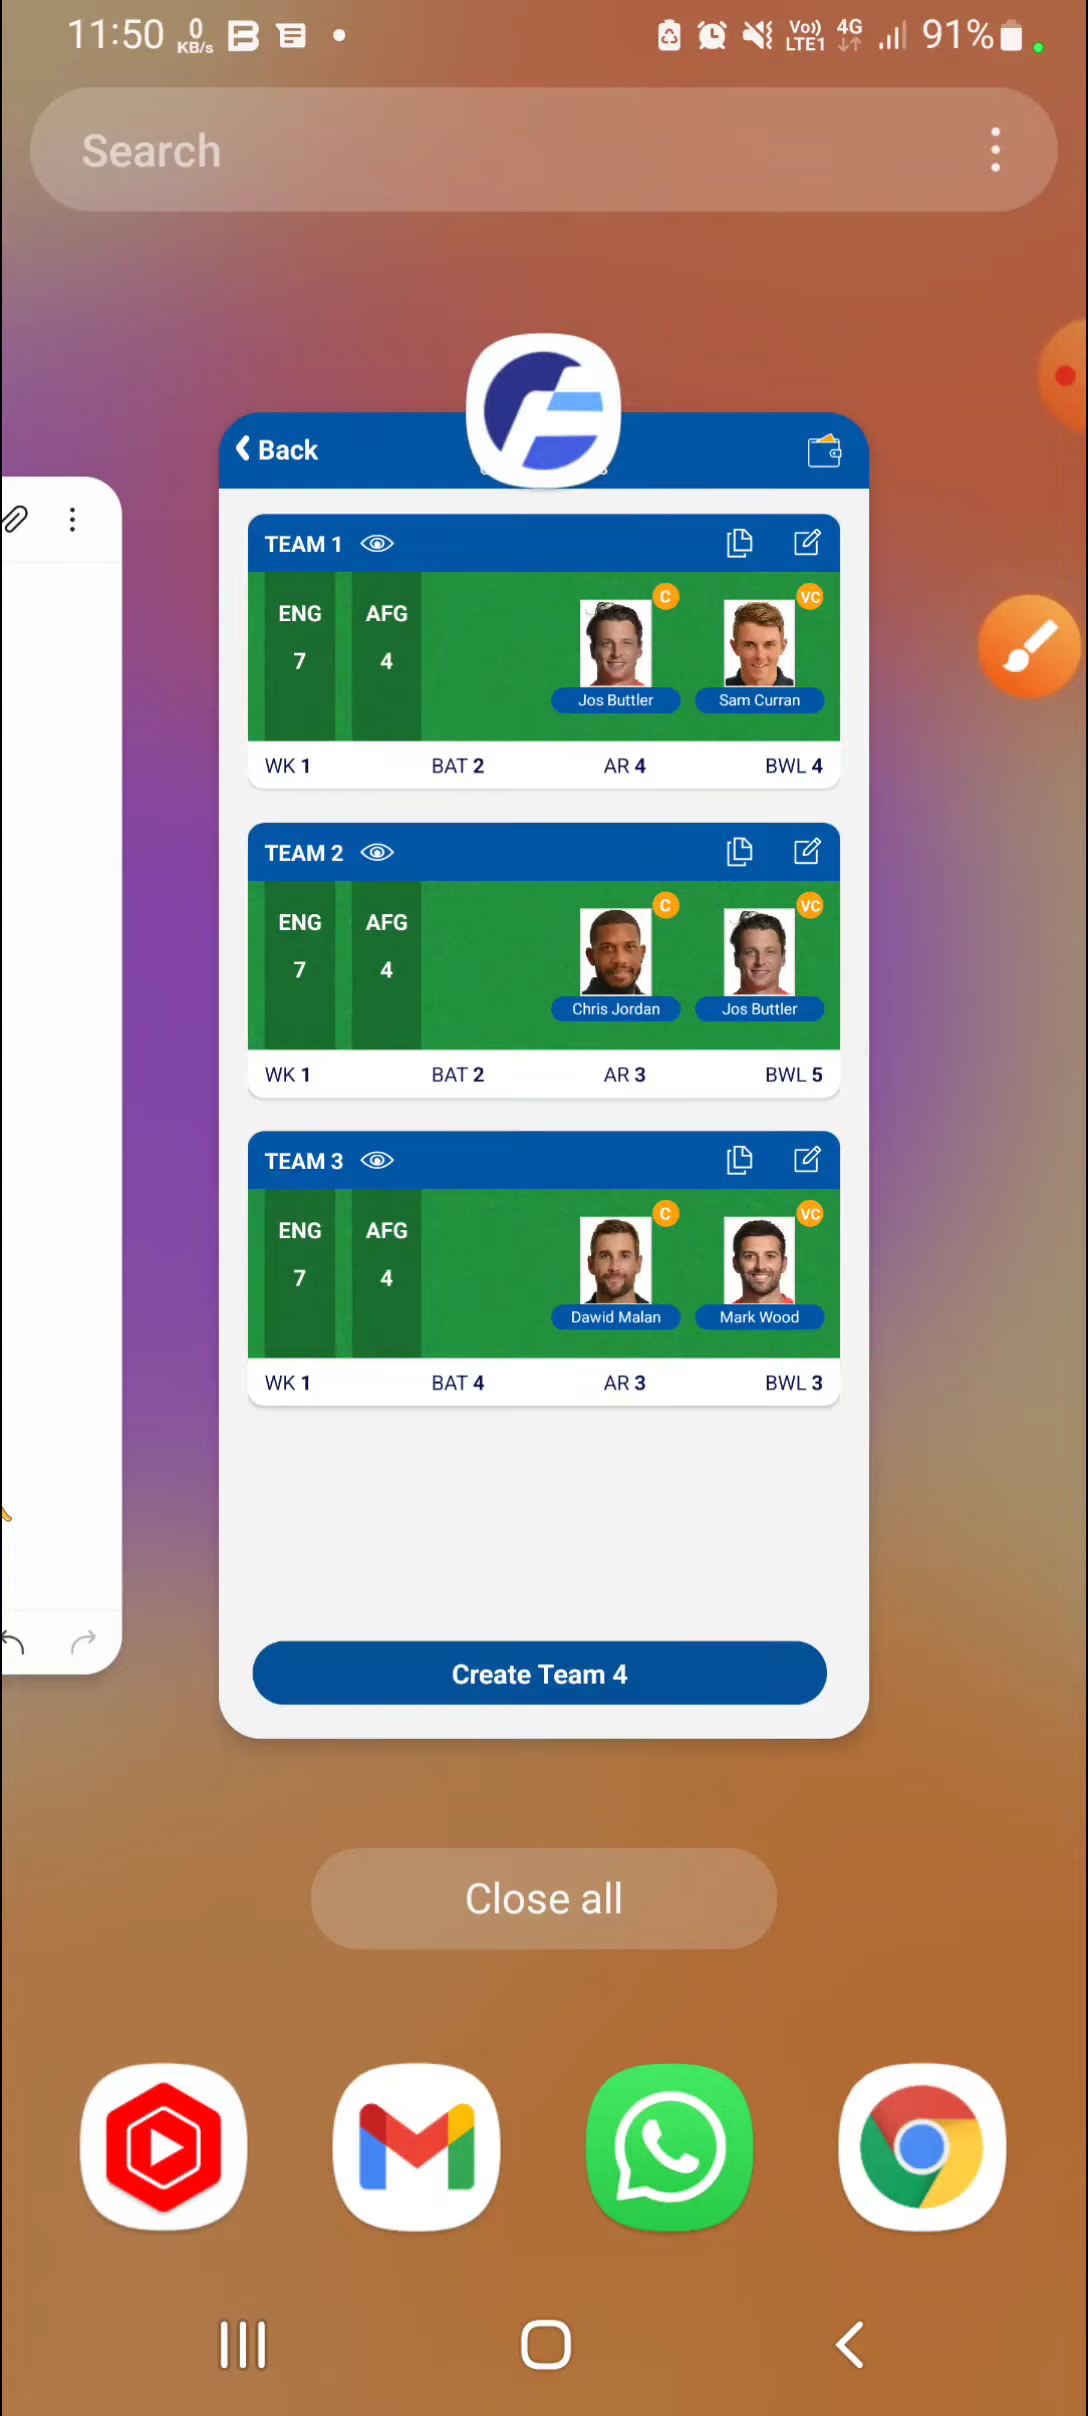 11:50 0 KB/s Vo)) LTE1 4G 91%
Search
Back
TEAM 1
ENG AFG C VC
7 4
Jos Buttler Sam Curran
WK 1 BAT 2 AR 4 BWL 4
TEAM 2
ENG AFG C VC
7 4
Chris Jordan Jos Buttler
WK 1 BAT 2 AR 3 BWL 5
TEAM 3
ENG AFG C VC
7 4
Dawid Malan Mark Wood
WK 1 BAT 4 AR 3 BWL 3
Create Team 4
Close all